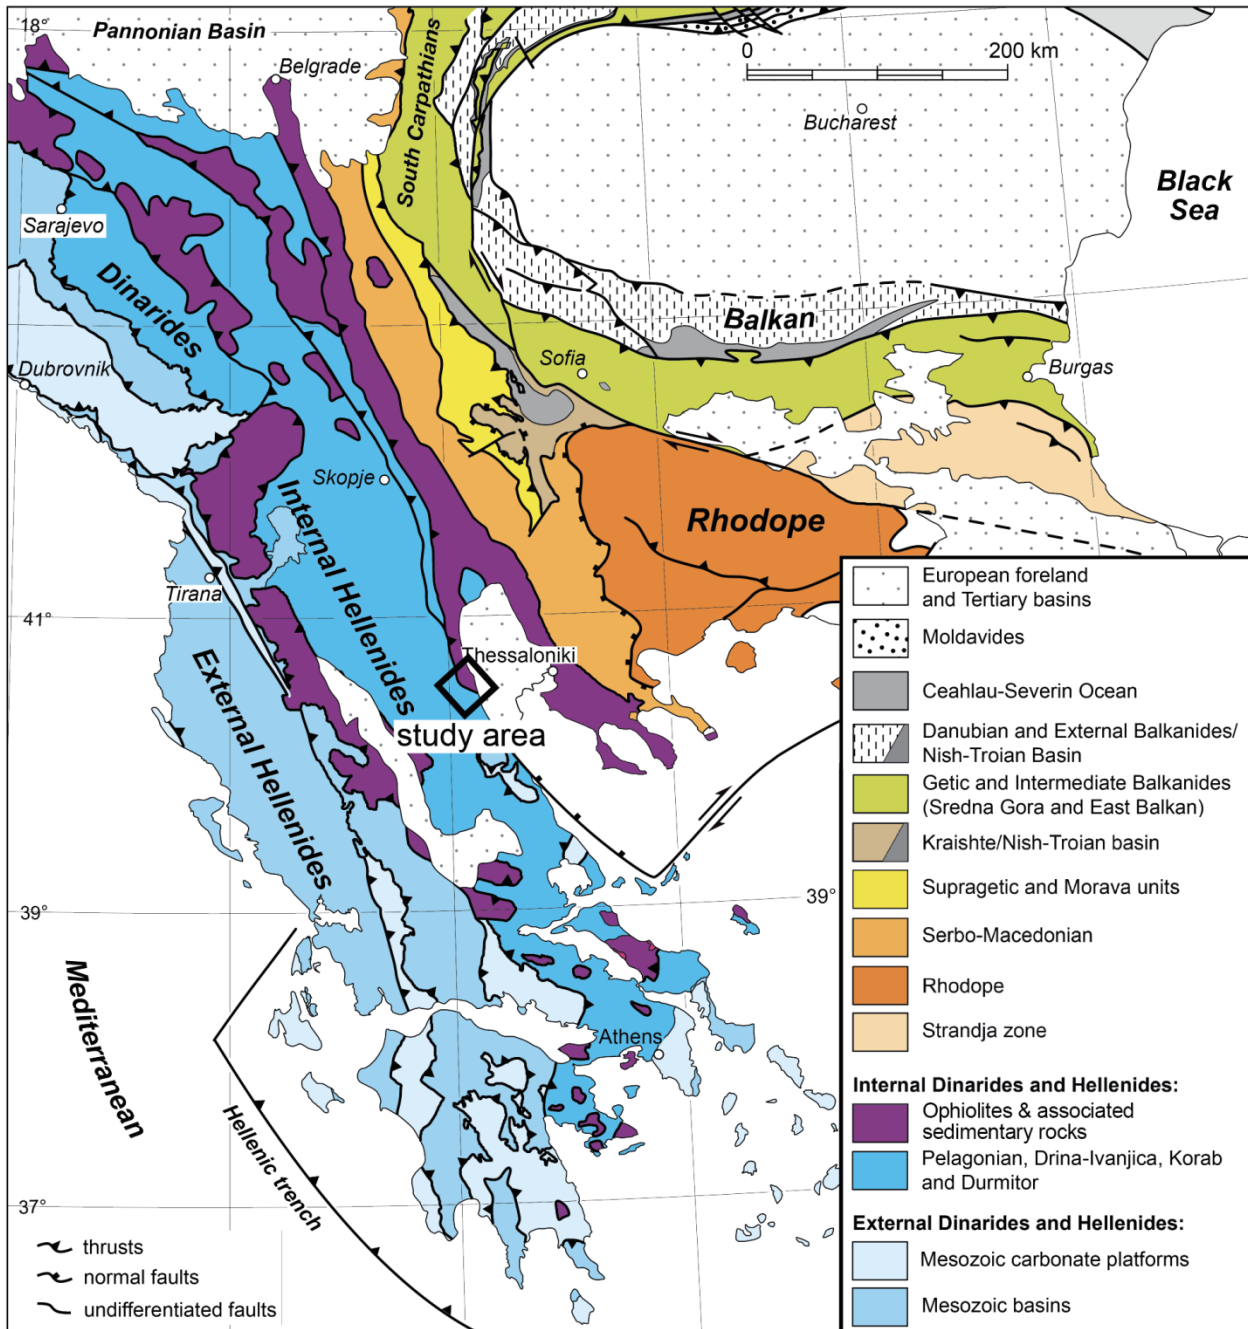 18°
Pannonian Basin
Belgrade
South Carpathians
0
200 km
Bucharest
Black
Sea
Sarajevo
Dinarides
Balkan
Dubrovnik
Sofia
Burgas
Skopje
Internal Hellenides
Rhodope
Tirana
41°
Thessaloniki
study area
External Hellenides
39°
39°
Mediterranean
Athens
Hellenic trench
37°
thrusts
normal faults
undifferentiated faults
European foreland
and Tertiary basins
Moldavides
Ceahlau-Severin Ocean
Danubian and External Balkanides/
Nish-Troian Basin
Getic and Intermediate Balkanides
(Sredna Gora and East Balkan)
Kraishte/Nish-Troian basin
Supragetic and Morava units
Serbo-Macedonian
Rhodope
Strandja zone
Internal Dinarides and Hellenides:
Ophiolites & associated
sedimentary rocks
Pelagonian, Drina-Ivanjica, Korab
and Durmitor
External Dinarides and Hellenides:
Mesozoic carbonate platforms
Mesozoic basins